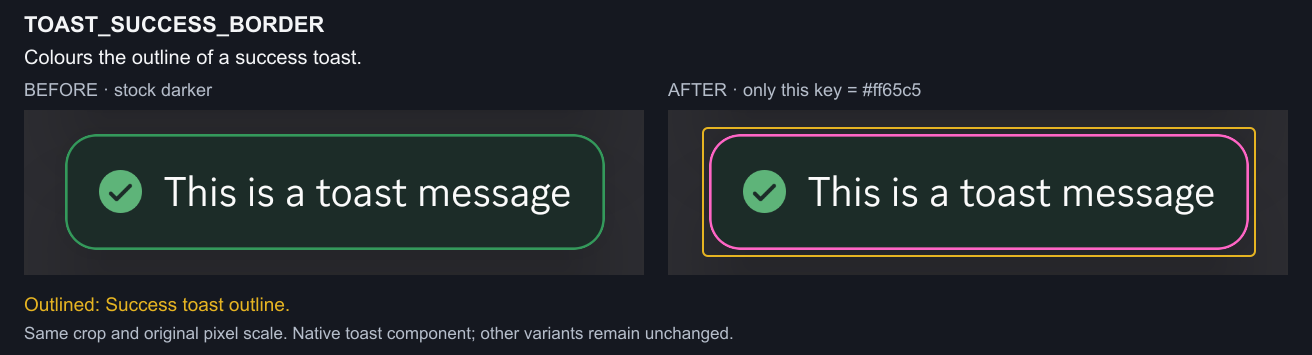 TOAST_SUCCESS_BORDER
Colours the outline of a success toast.
BEFORE · stock darker
AFTER · only this key = #ff65c5
This is a toast message
This is a toast message
Outlined: Success toast outline.
Same crop and original pixel scale. Native toast component; other variants remain unchanged.